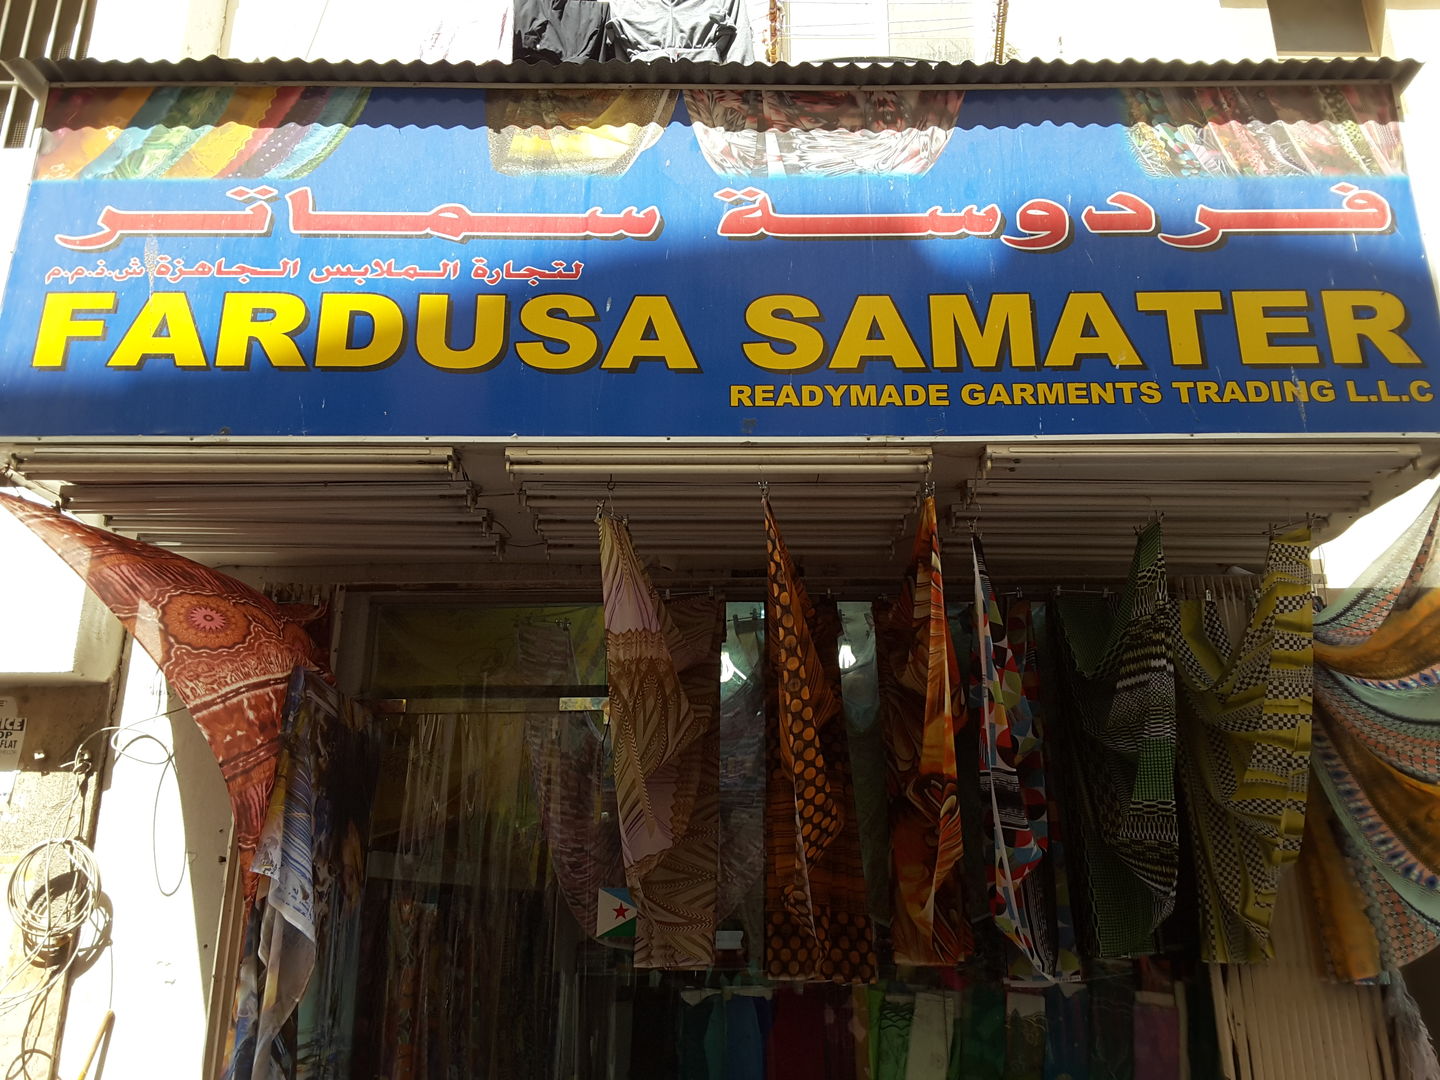 فردوسة سماتر
لتجارة الملابس الجاهزة ش.ذ.م.م
FARDUSA SAMATER
READYMADE GARMENTS TRADING L.L.C